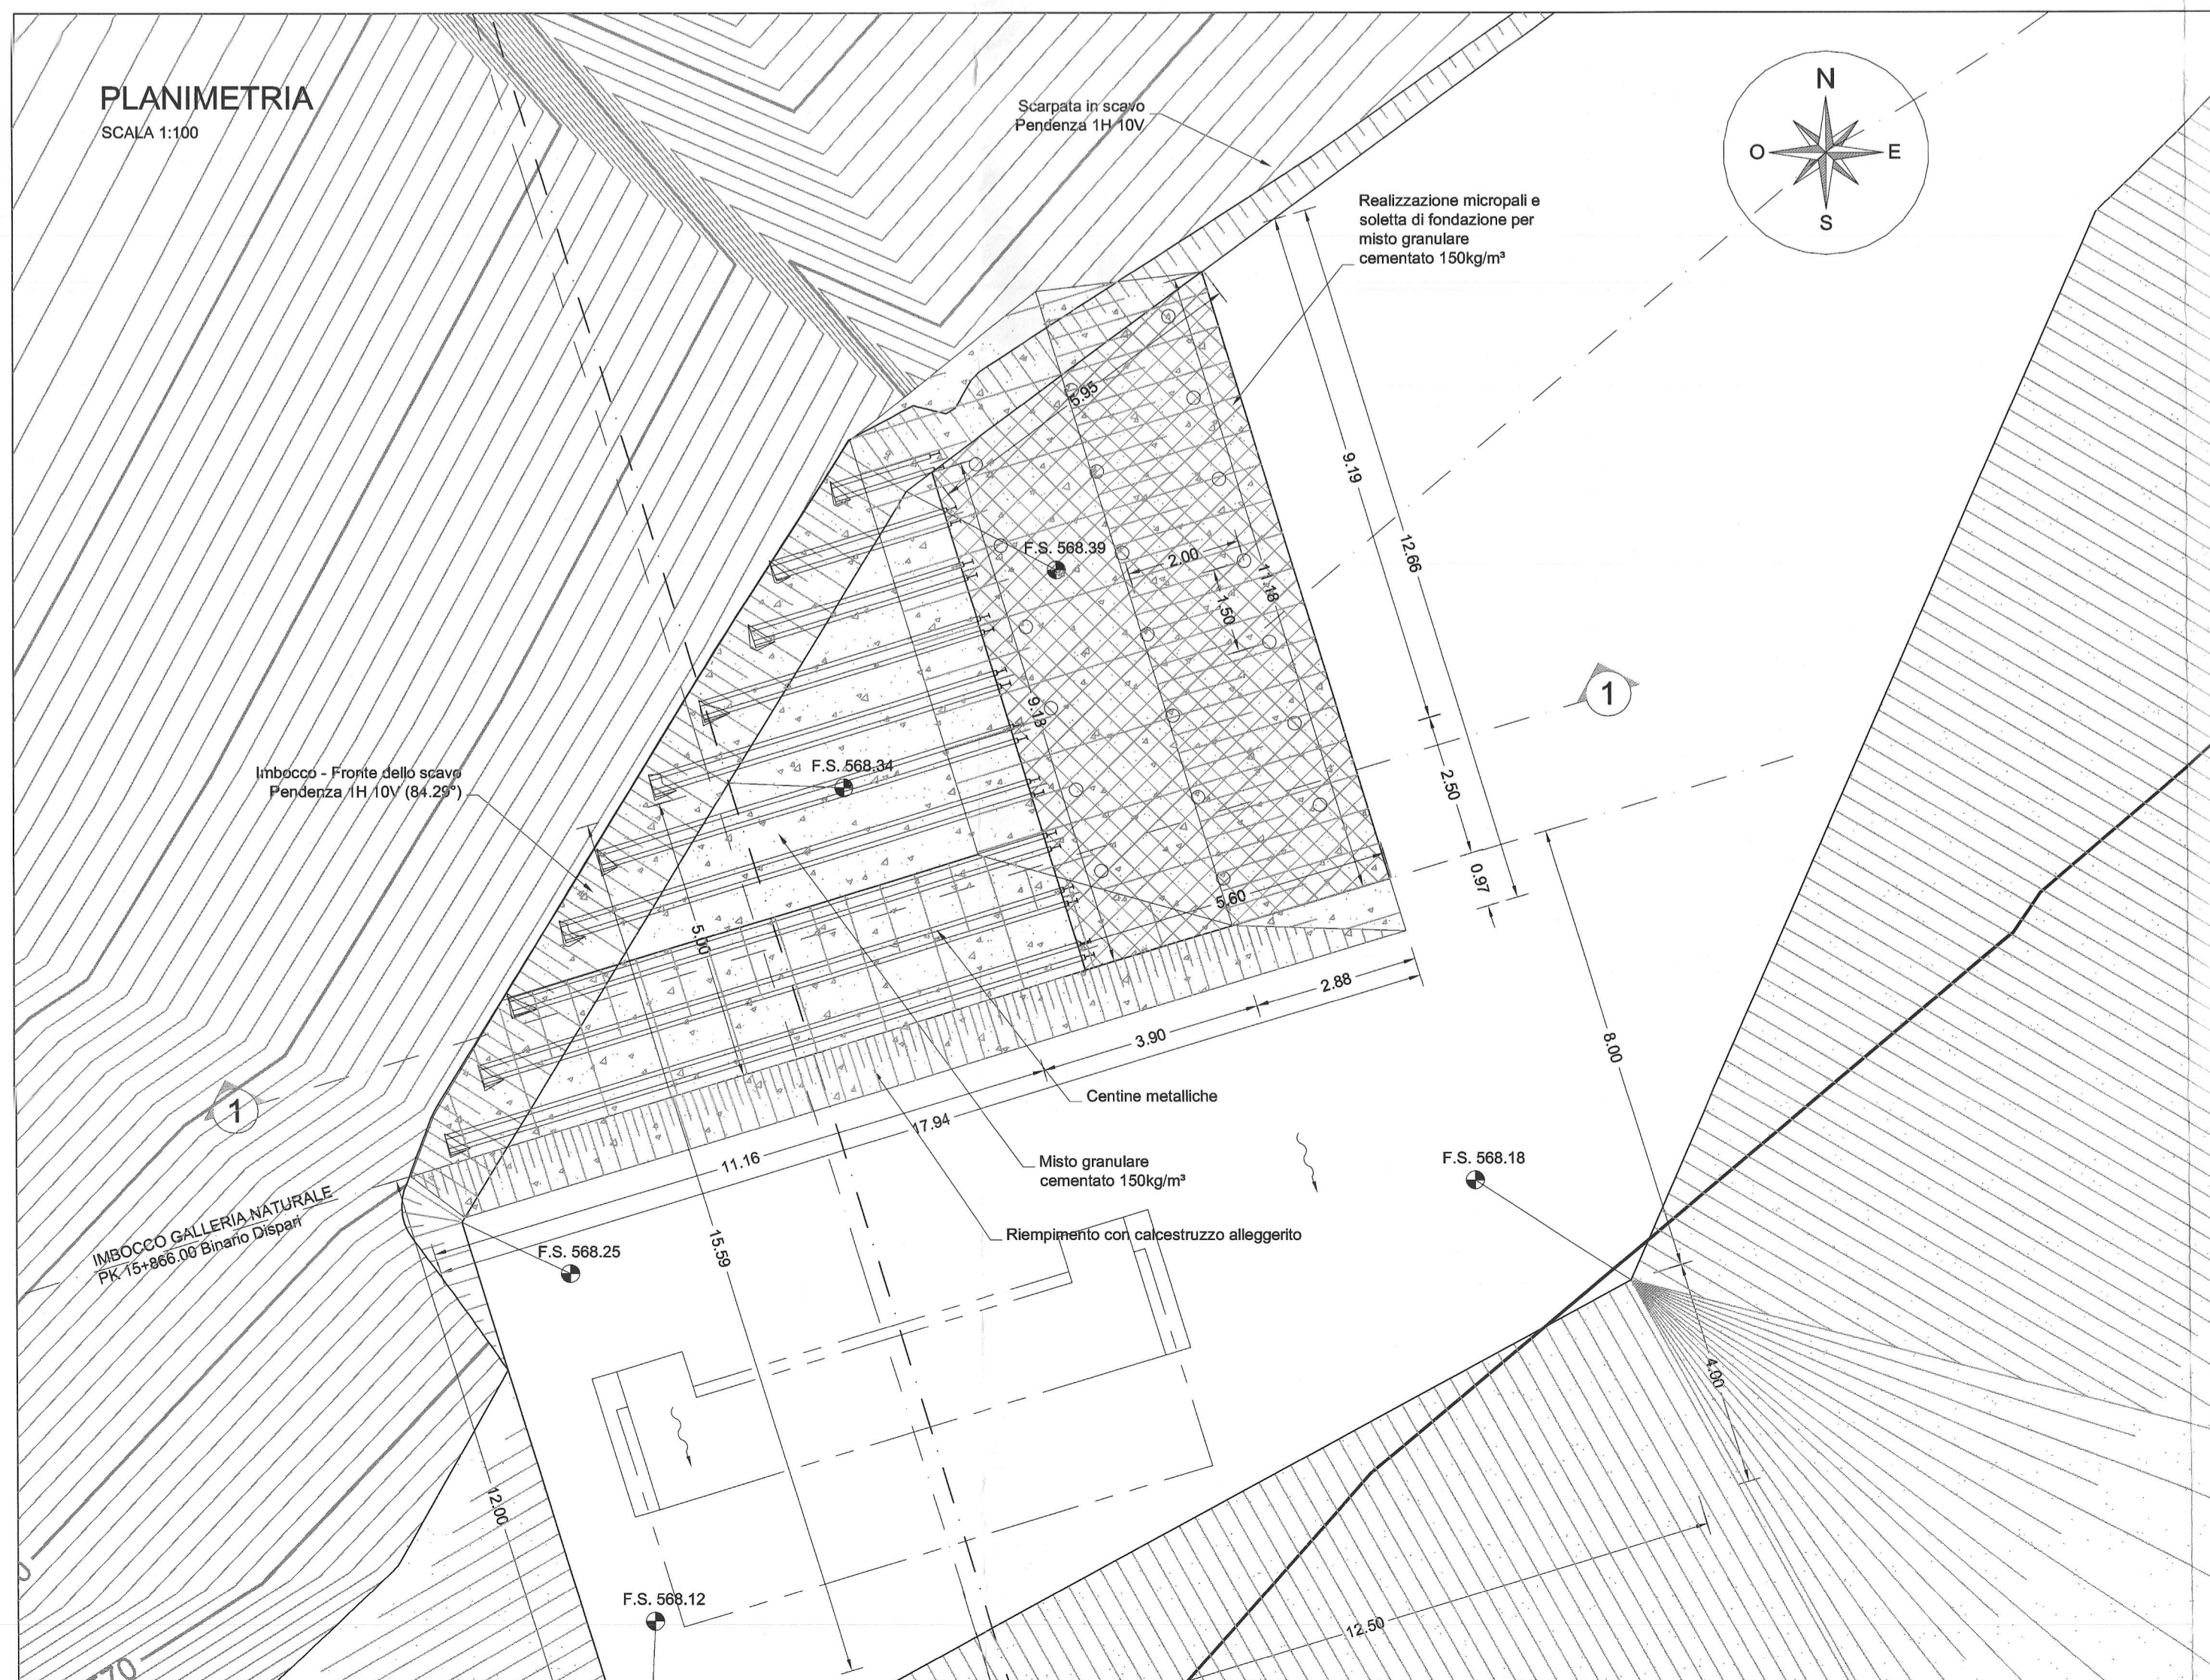 PLANIMETRIA
SCALA 1:100
Scarpata in scavo
Pendenza 1H 10V
N
O
E
S
Realizzazione micropali e
soletta di fondazione per
misto granulare
cementato 150kg/m³
9.19
12.66
F.S. 568.39
2.00
1.50
11.18
9.13
1
F.S. 568.34
Imbocco - Fronte dello scavo
Pendenza 1H 10V (84.29°)
2.50
0.97
5.60
5.00
2.88
3.90
8.00
Centine metalliche
17.94
11.16
1
Misto granulare
cementato 150kg/m³
F.S. 568.18
IMBOCCO GALLERIA NATURALE
PK 15+866.00 Binario Dispari
Riempimento con calcestruzzo alleggerito
F.S. 568.25
15.59
4.00
12.00
F.S. 568.12
12.50